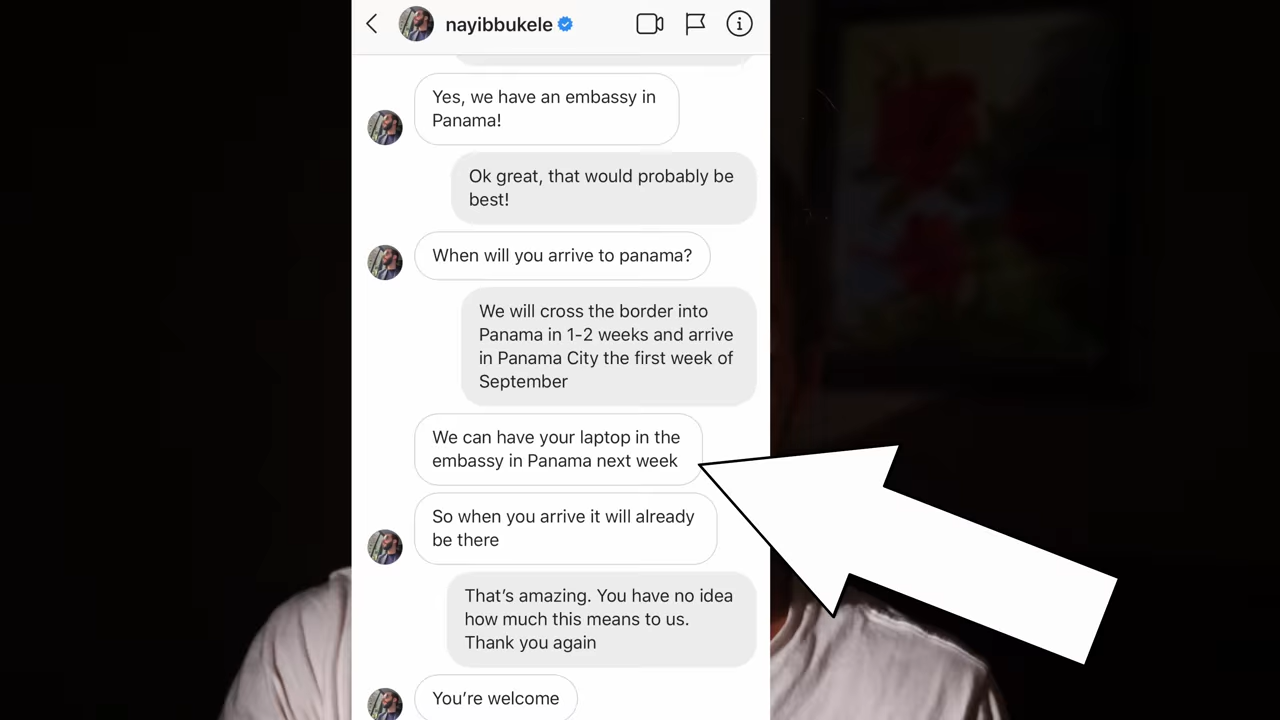 nayibbukele
Yes, we have an embassy in
Panama!
Ok great, that would probably be
best!
When will you arrive to panama?
We will cross the border into
Panama in 1-2 weeks and arrive
in Panama City the first week of
September
We can have your laptop in the
embassy in Panama next week
So when you arrive it will already
be there
That's amazing. You have no idea
how much this means to us.
Thank you again
You're welcome